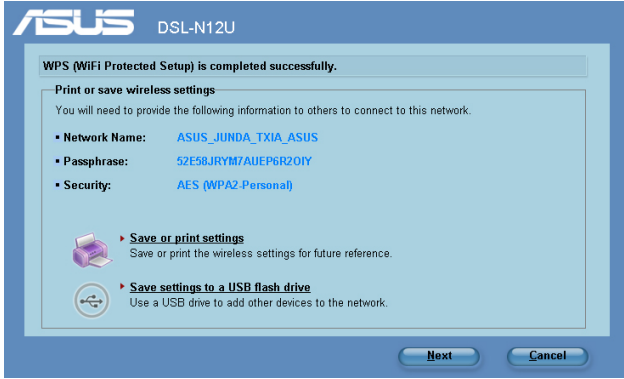 ASUS DSL-N12U
WPS (WiFi Protected Setup) is completed successfully.
Print or save wireless settings
You will need to provide the following information to others to connect to this network.
▪ Network Name: ASUS_JUNDA_TXIA_ASUS
▪ Passphrase: 52E58JRYM7AUEP6R2OIY
▪ Security: AES (WPA2-Personal)
Save or print settings
Save or print the wireless settings for future reference.
Save settings to a USB flash drive
Use a USB drive to add other devices to the network.
Next Cancel